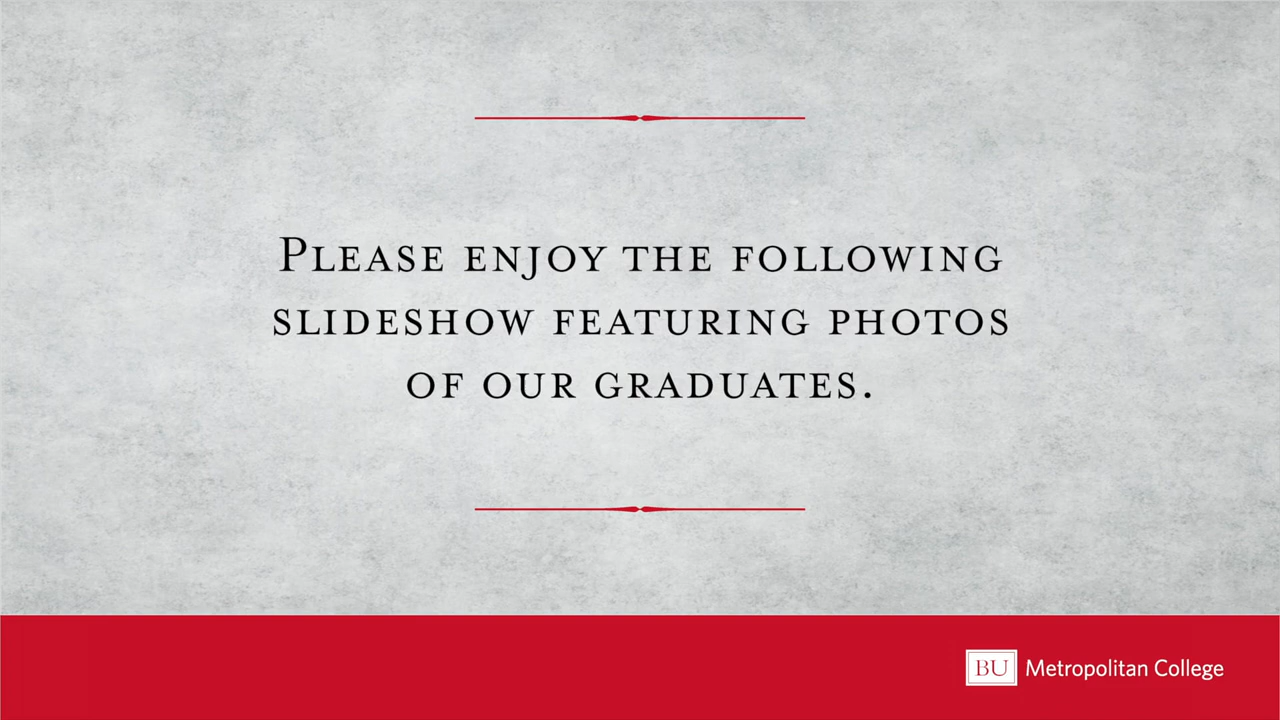 Please enjoy the following
slideshow featuring photos
of our graduates.
BU Metropolitan College